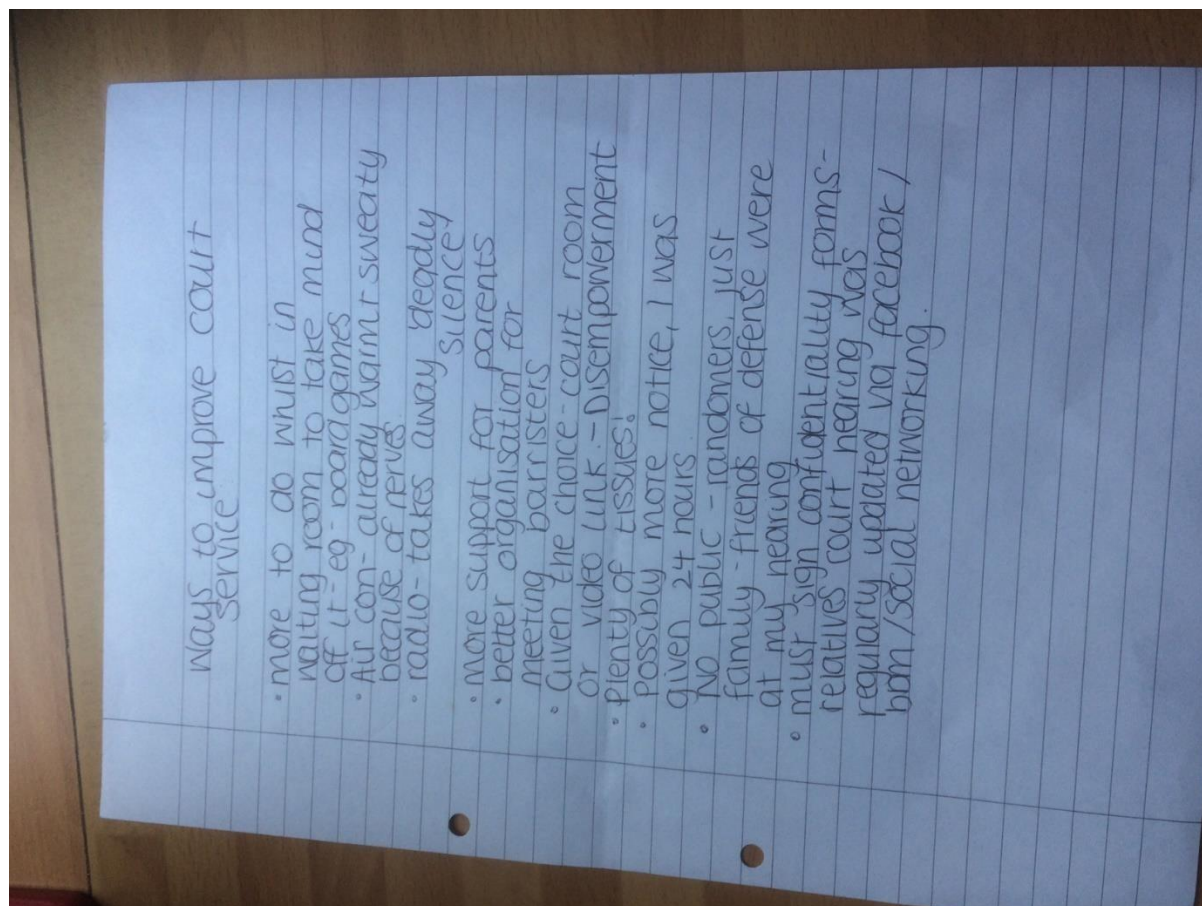 Ways to improve court
service
• more to do whist in
waiting room to take mind
off it - eg - board games
• Air con - already warm + sweaty
because of nerves
• radio - takes away 'deadly
silence'
• more support for parents
• better organisation for
meeting barristers
• Given the choice - court room
or video link. - Disempowerment
• Plenty of tissues!
• Possibly more notice, I was
given 24 hours
• No public - randomers, just
family - friends of defense were
at my hearing
• must sign confidentiality forms -
relatives court hearing was
regularly updated via facebook /
bbm / social networking.